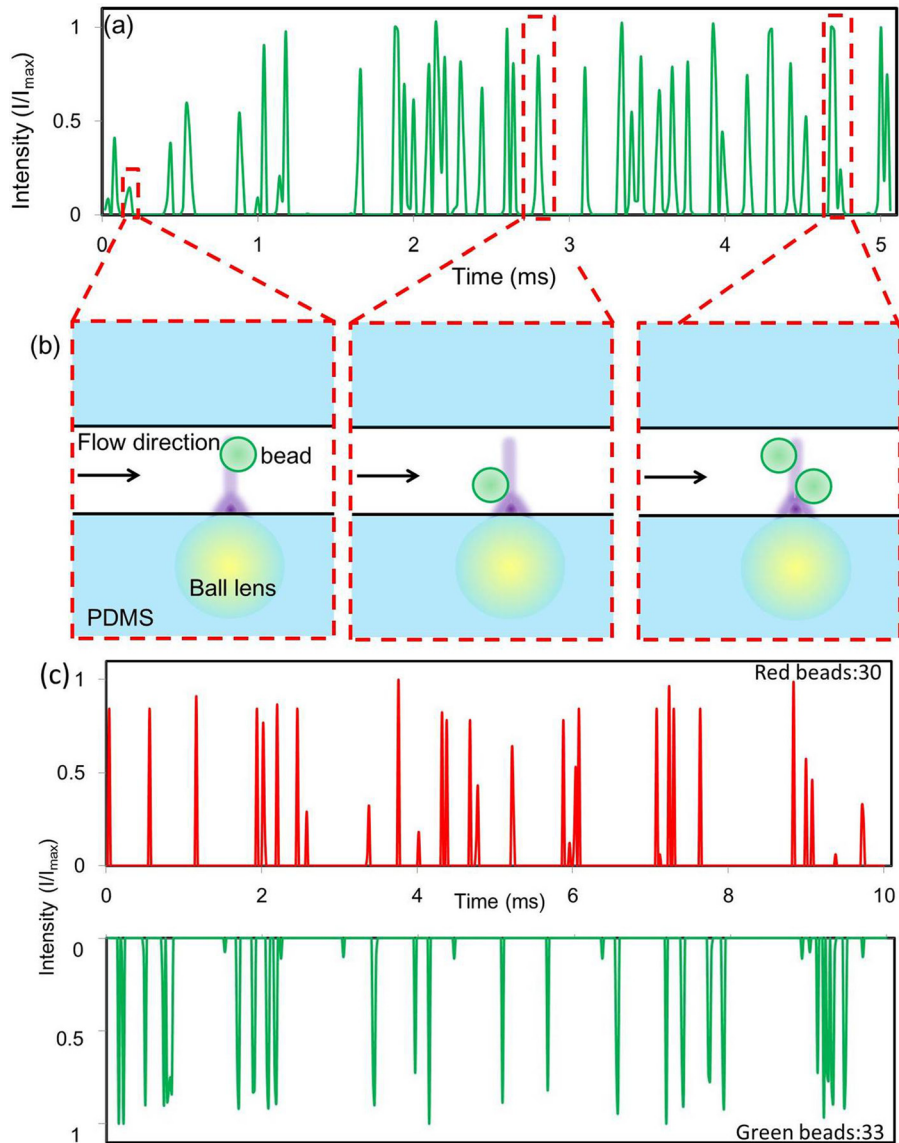 (a)
Intensity (I/Imax)
1
0.5
0
0 1 2 3 4 5
Time (ms)
(b)
Flow direction
bead
Ball lens
PDMS
(c)
Red beads:30
1
0.5
0
0 2 4 6 8 10
Time (ms)
Intensity (I/Imax)
0
0.5
1
Green beads:33